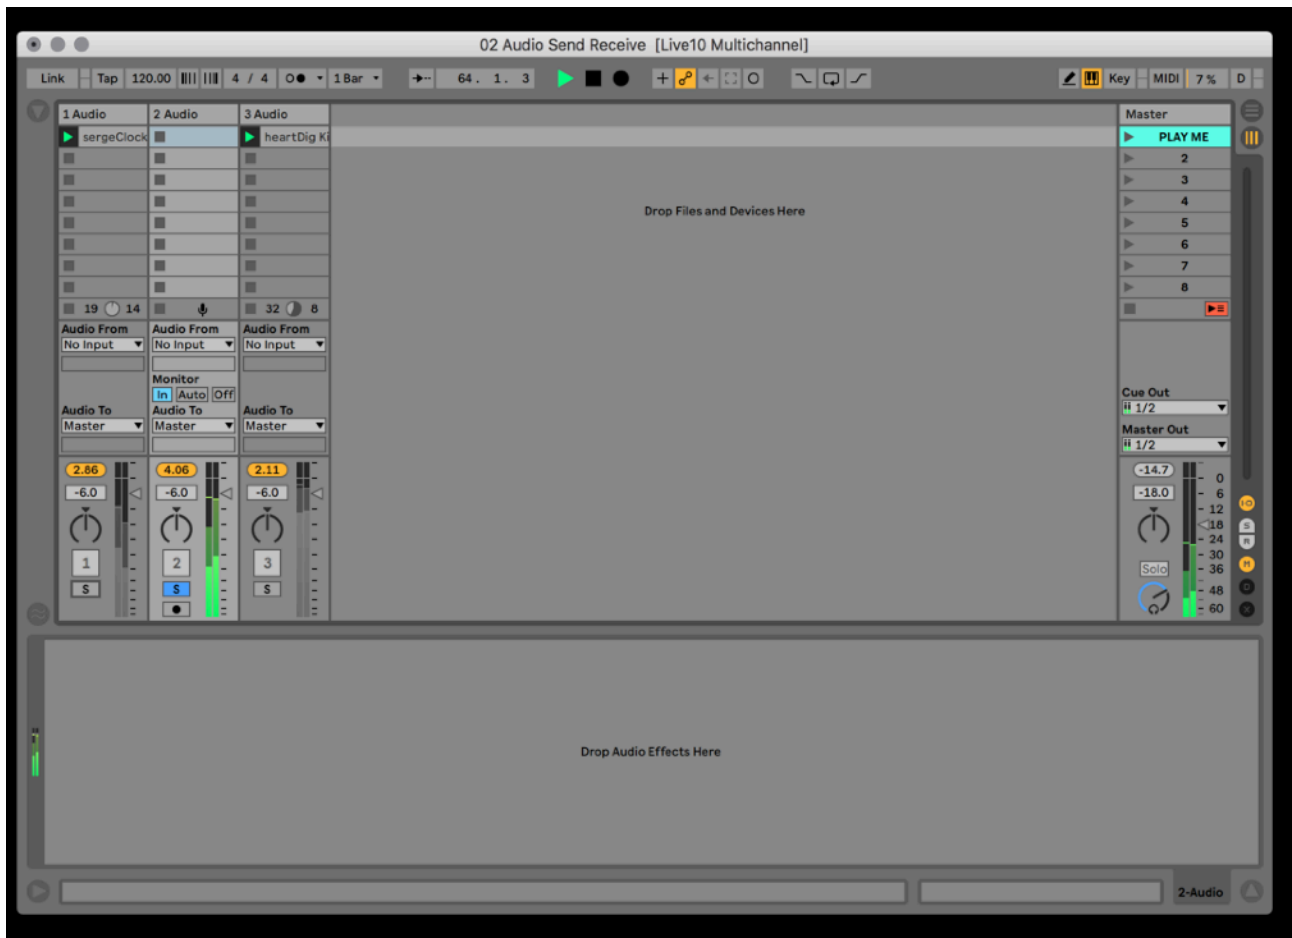 02 Audio Send Receive [Live10 Multichannel]
Link Tap 120.00 4 / 4 1 Bar 64. 1. 3 Key MIDI 7 % D
1 Audio 2 Audio 3 Audio Master
sergeClock heartDig Ki PLAY ME
2
3
Drop Files and Devices Here
4
5
6
7
8
19 14 32 8
Audio From Audio From Audio From
No Input No Input No Input
Monitor
In Auto Off
Cue Out
1/2
Audio To Audio To Audio To
Master Master Master
Master Out
1/2
2.86 4.06 2.11 -14.7
0
-6.0 -6.0 -6.0 -18.0 6
12
18
24
30
36
48
60
1 2 3 Solo
S S S
I·O
S
R
M
D
X
Drop Audio Effects Here
2-Audio